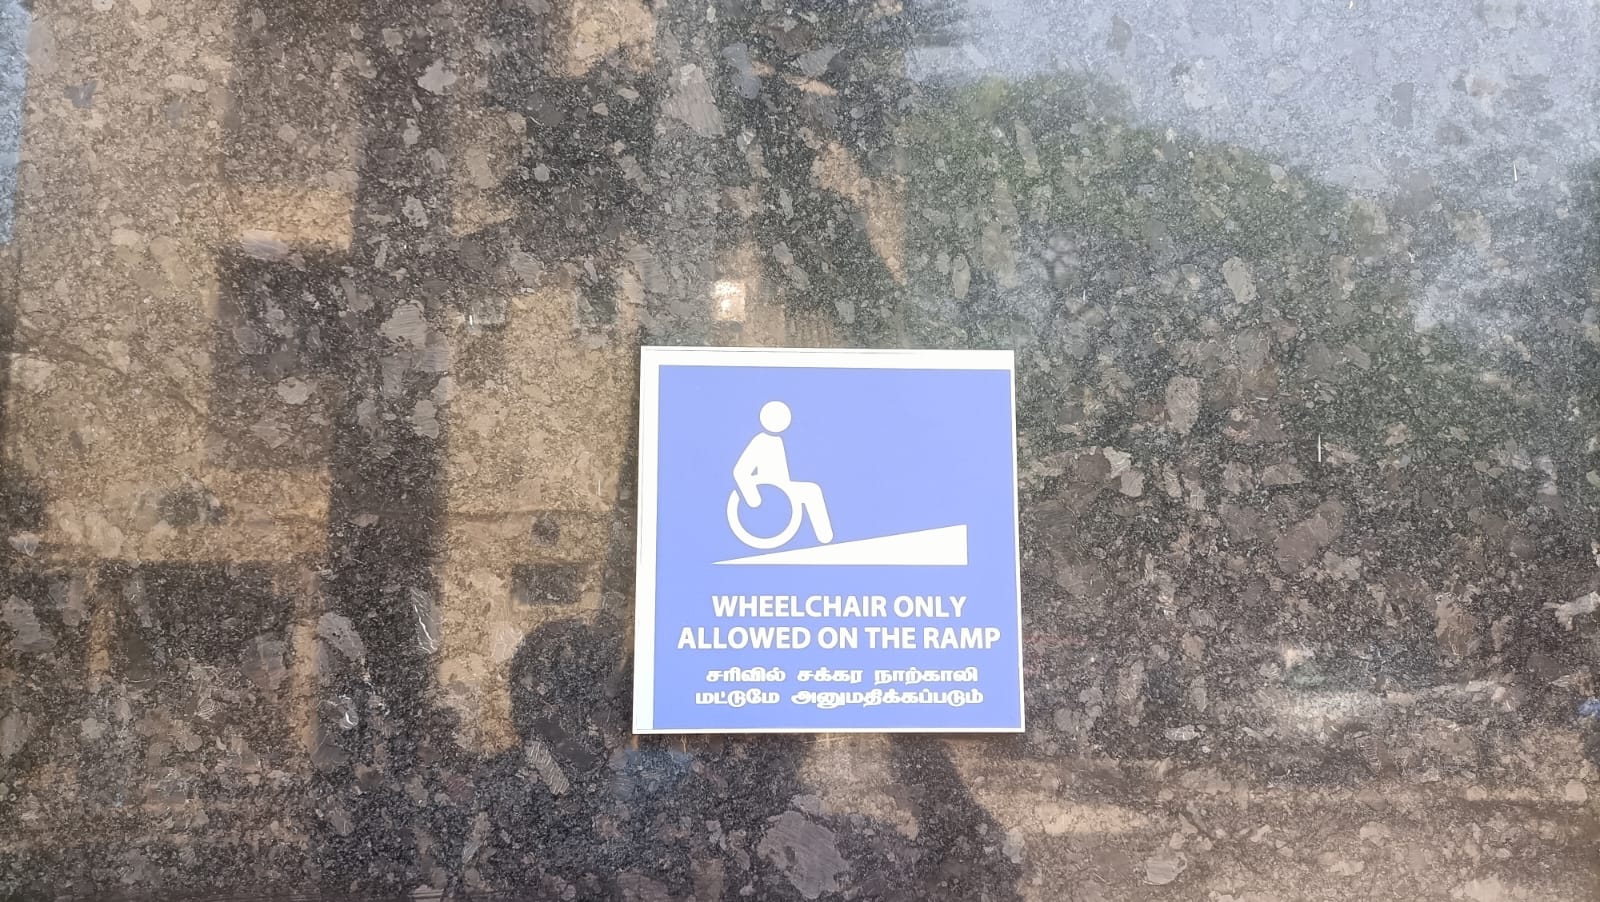 WHEELCHAIR ONLY
ALLOWED ON THE RAMP
சரிவில் சக்கர நாற்காலி
மட்டுமே அனுமதிக்கப்படும்